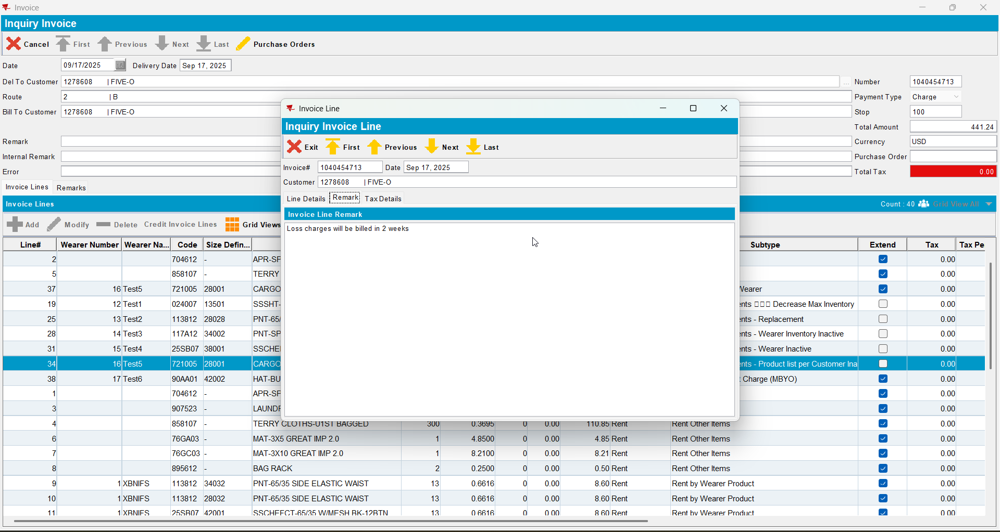 Invoice
Inquiry Invoice
Cancel First Previous Next Last Purchase Orders
Date 09/17/2025 Delivery Date Sep 17, 2025
Del To Customer 1278608 | FIVE-O ... Number 1040454713
Route 2 | B Payment Type Charge
Bill To Customer 1278608 | FIVE-O Stop 100
Total Amount 441.24
Remark Currency USD
Internal Remark Purchase Order
Error Total Tax 0.00
Invoice Lines Remarks
Invoice Lines Count : 40 Grid View All
Add Modify Delete Credit Invoice Lines Grid Views
Line# Wearer Number Wearer Na... Code Size Defin... Subtype Extend Tax Tax Pe
2 704612 - APR-SP 0.00
5 858107 - TERRY 0.00
37 16 Test5 721005 28001 CARGO Wearer 0.00
19 12 Test1 024007 13501 SSSHT- ents □□□ Decrease Max Inventory 0.00
25 13 Test2 113812 28028 PNT-65/ ents - Replacement 0.00
28 14 Test3 117A12 34002 PNT-SP ents - Wearer Inventory Inactive 0.00
31 15 Test4 25SB07 38001 SSCHE ents - Wearer Inactive 0.00
34 16 Test5 721005 28001 CARGO ents - Product list per Customer Ina 0.00
38 17 Test6 90AA01 42002 HAT-BU t Charge (MBYO) 0.00
1 704612 - APR-SP 0.00
3 907523 - LAUND 0.00
4 858107 - TERRY CLOTHS-U1ST BAGGED 300 0.3695 0 0.00 110.85 Rent Rent Other Items 0.00
6 76GA03 - MAT-3X5 GREAT IMP 2.0 1 4.8500 0 0.00 4.85 Rent Rent Other Items 0.00
7 76GC03 - MAT-3X10 GREAT IMP 2.0 1 8.2100 0 0.00 8.21 Rent Rent Other Items 0.00
8 895612 - BAG RACK 2 0.2500 0 0.00 0.50 Rent Rent Other Items 0.00
9 1 XBNIFS 113812 34032 PNT-65/35 SIDE ELASTIC WAIST 13 0.6616 0 0.00 8.60 Rent Rent by Wearer Product 0.00
10 1 XBNIFS 113812 28032 PNT-65/35 SIDE ELASTIC WAIST 13 0.6616 0 0.00 8.60 Rent Rent by Wearer Product 0.00
11 1 XBNIFS 25SB07 42001 SSCHEFCT-65/35 W/MESH BK-12BTN 13 0.6616 0 0.00 8.60 Rent Rent by Wearer Product 0.00
Invoice Line
Inquiry Invoice Line
Exit First Previous Next Last
Invoice# 1040454713 Date Sep 17, 2025
Customer 1278608 | FIVE-O
Line Details Remark Tax Details
Invoice Line Remark
Loss charges will be billed in 2 weeks